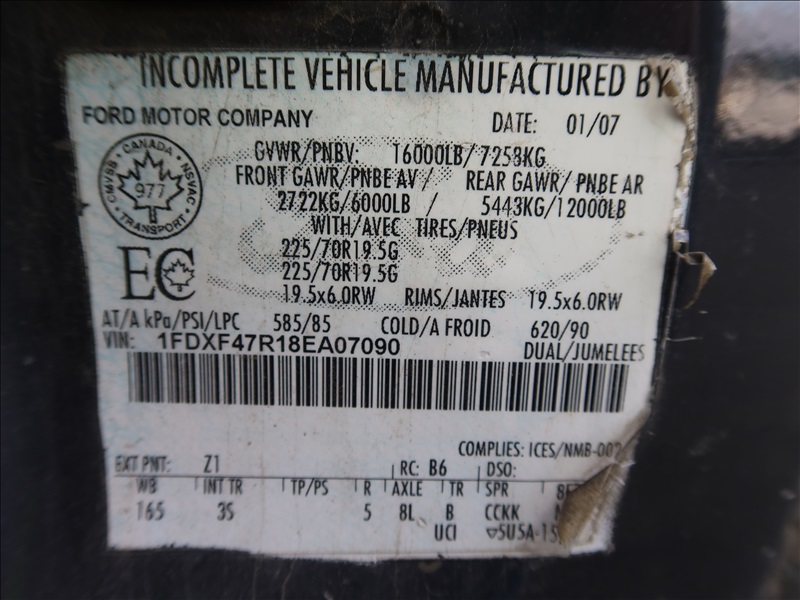 INCOMPLETE VEHICLE MANUFACTURED BY
FORD MOTOR COMPANY DATE: 01/07
GVWR/PNBV: 16000LB/7258KG
FRONT GAWR/PNBE AV/ REAR GAWR/ PNBE AR
2722KG/6000LB / 5443KG/12000LB
WITH/AVEC TIRES/PNEUS
225/70R19.5G
225/70R19.5G
19.5x6.0RW RIMS/JANTES 19.5x6.0RW
AT/A kPa/PSI/LPC 585/85 COLD/A FROID 620/90
VIN: 1FDXF47R18EA07090 DUAL/JUMELEES
CANADA
CMVSS NSVAC
977
TRANSPORT
EC
COMPLIES: ICES/NMB-002
EXT PNT: Z1 RC: B6 DSO:
WB INT TR TP/PS R AXLE TR SPR
165 3S 5 8L B CCKK
UCI 5U5A